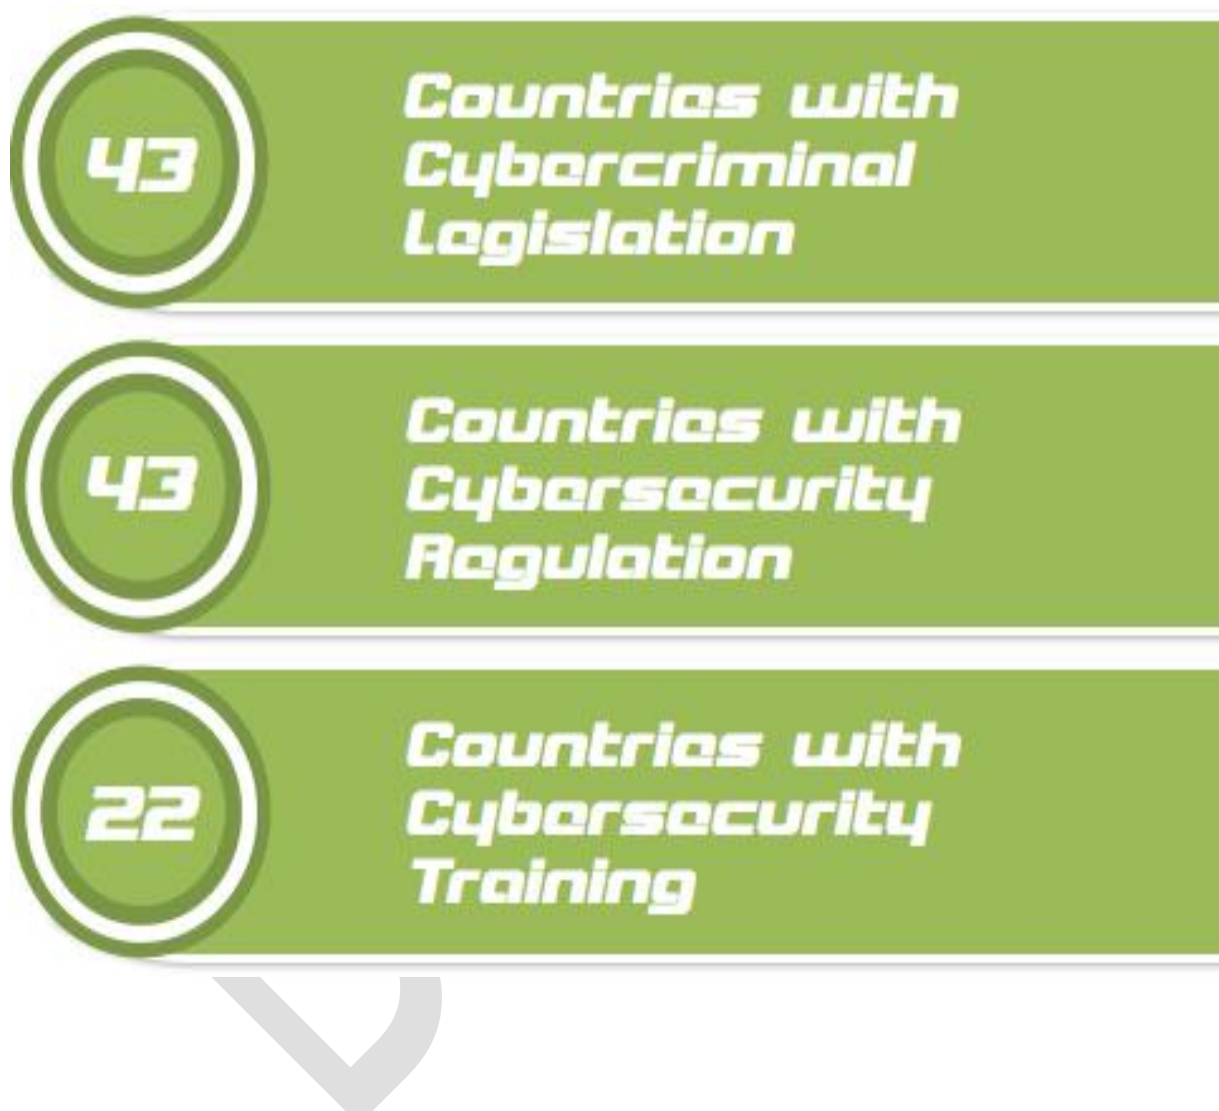 43
Countries with
Cybercriminal
Legislation
43
Countries with
Cybersecurity
Regulation
22
Countries with
Cybersecurity
Training